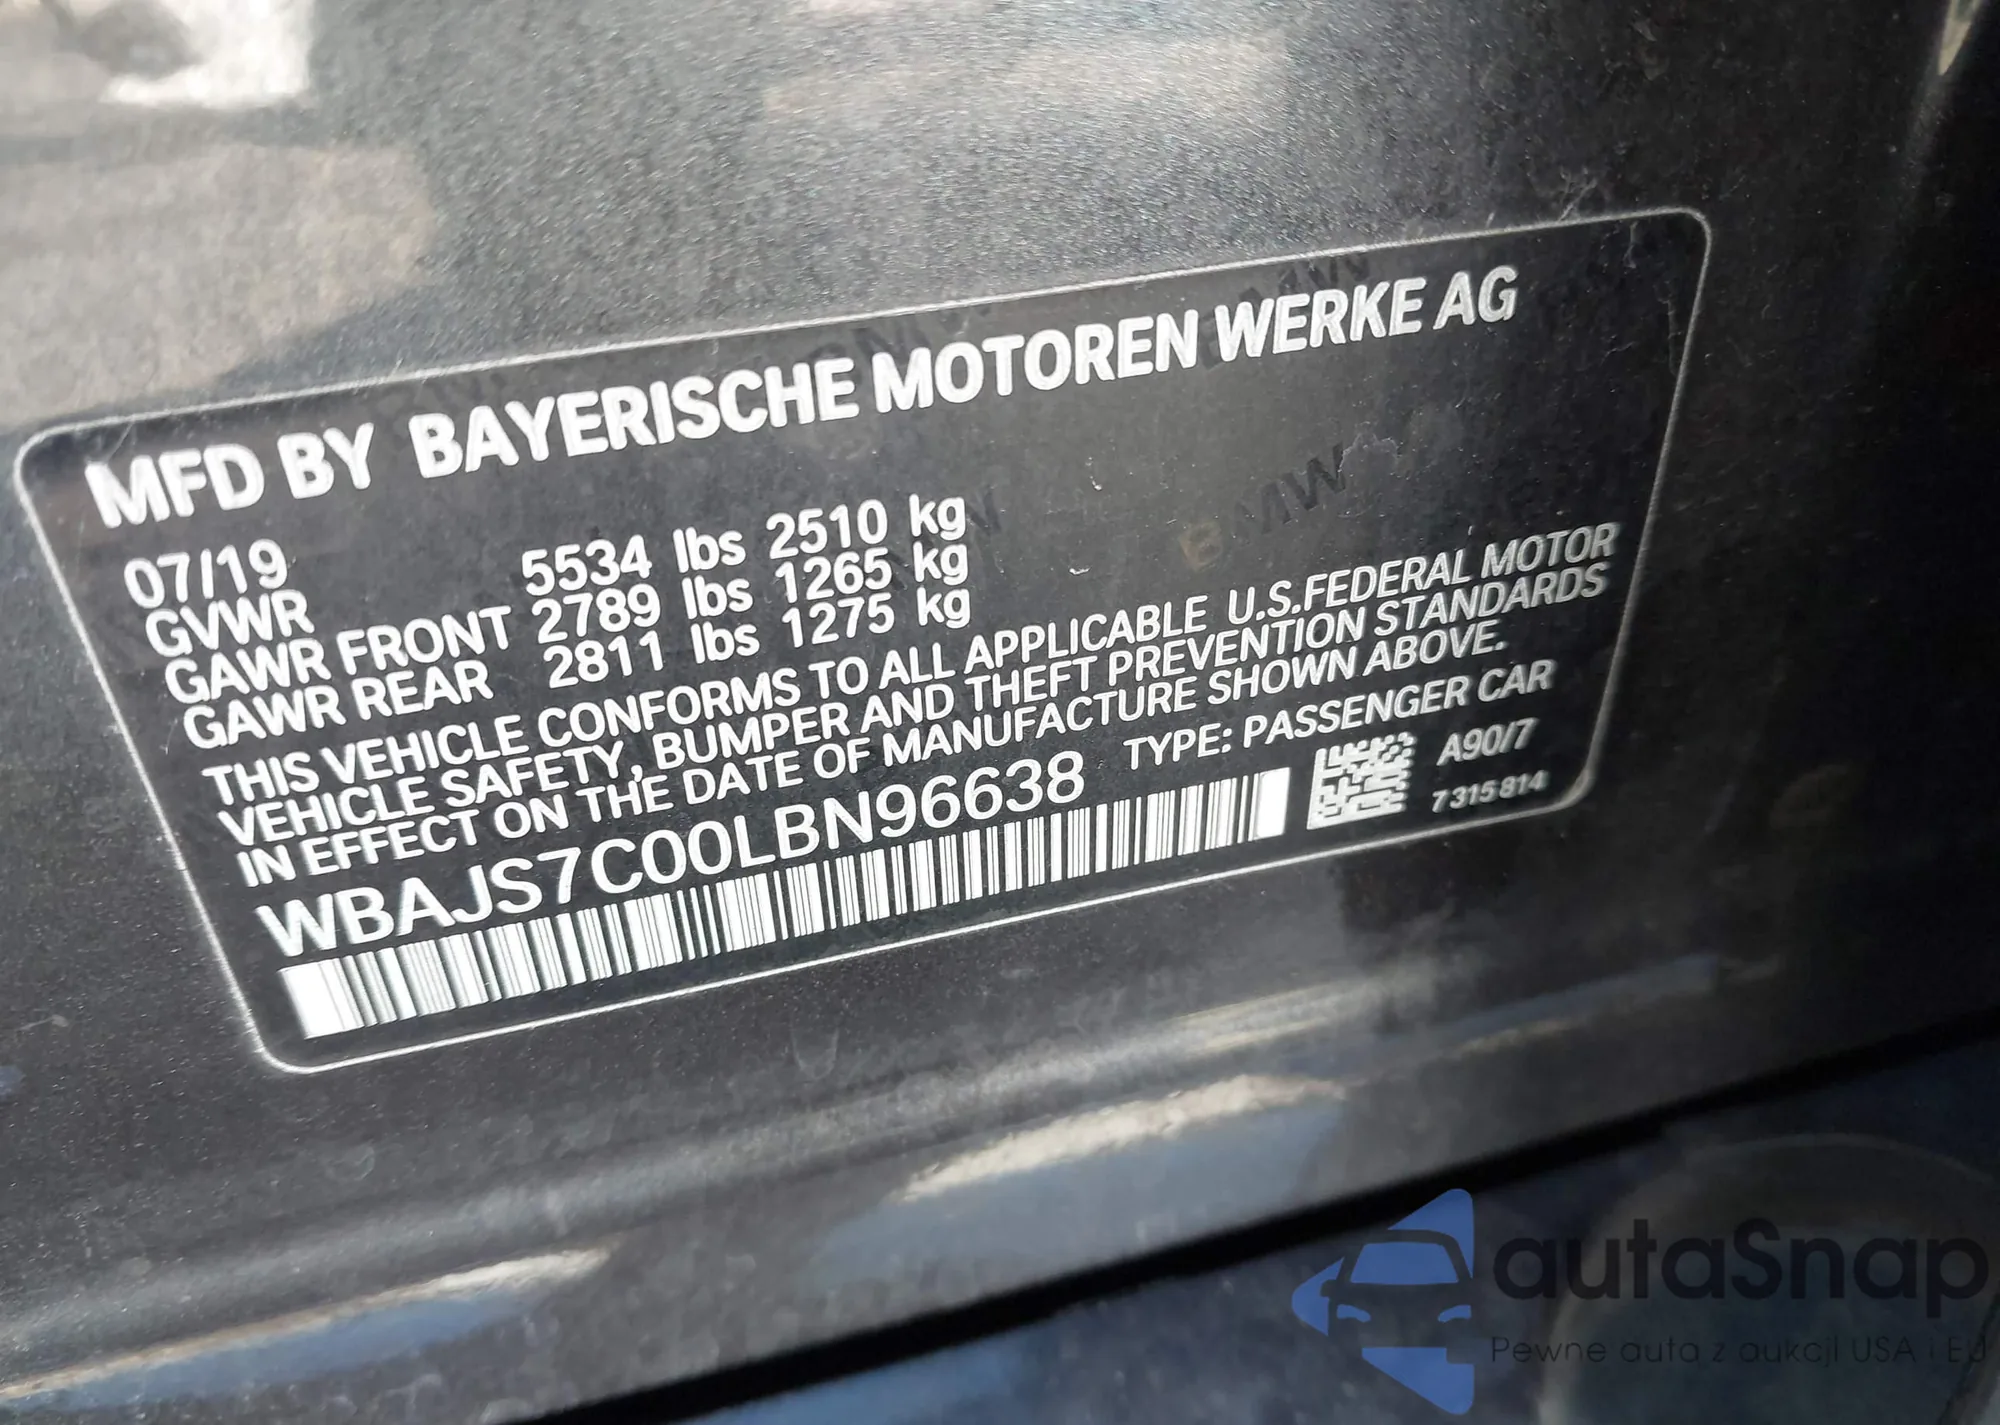 MFD BY BAYERISCHE MOTOREN WERKE AG
07/19
GVWR 5534 lbs 2510 kg
GAWR FRONT 2789 lbs 1265 kg
GAWR REAR 2811 lbs 1275 kg
THIS VEHICLE CONFORMS TO ALL APPLICABLE U.S.FEDERAL MOTOR
VEHICLE SAFETY, BUMPER AND THEFT PREVENTION STANDARDS
IN EFFECT ON THE DATE OF MANUFACTURE SHOWN ABOVE.
WBAJS7C00LBN96638 TYPE: PASSENGER CAR
A90/7
7 315 814
BMW
autaSnap
Pewne auta z aukcji USA i EU